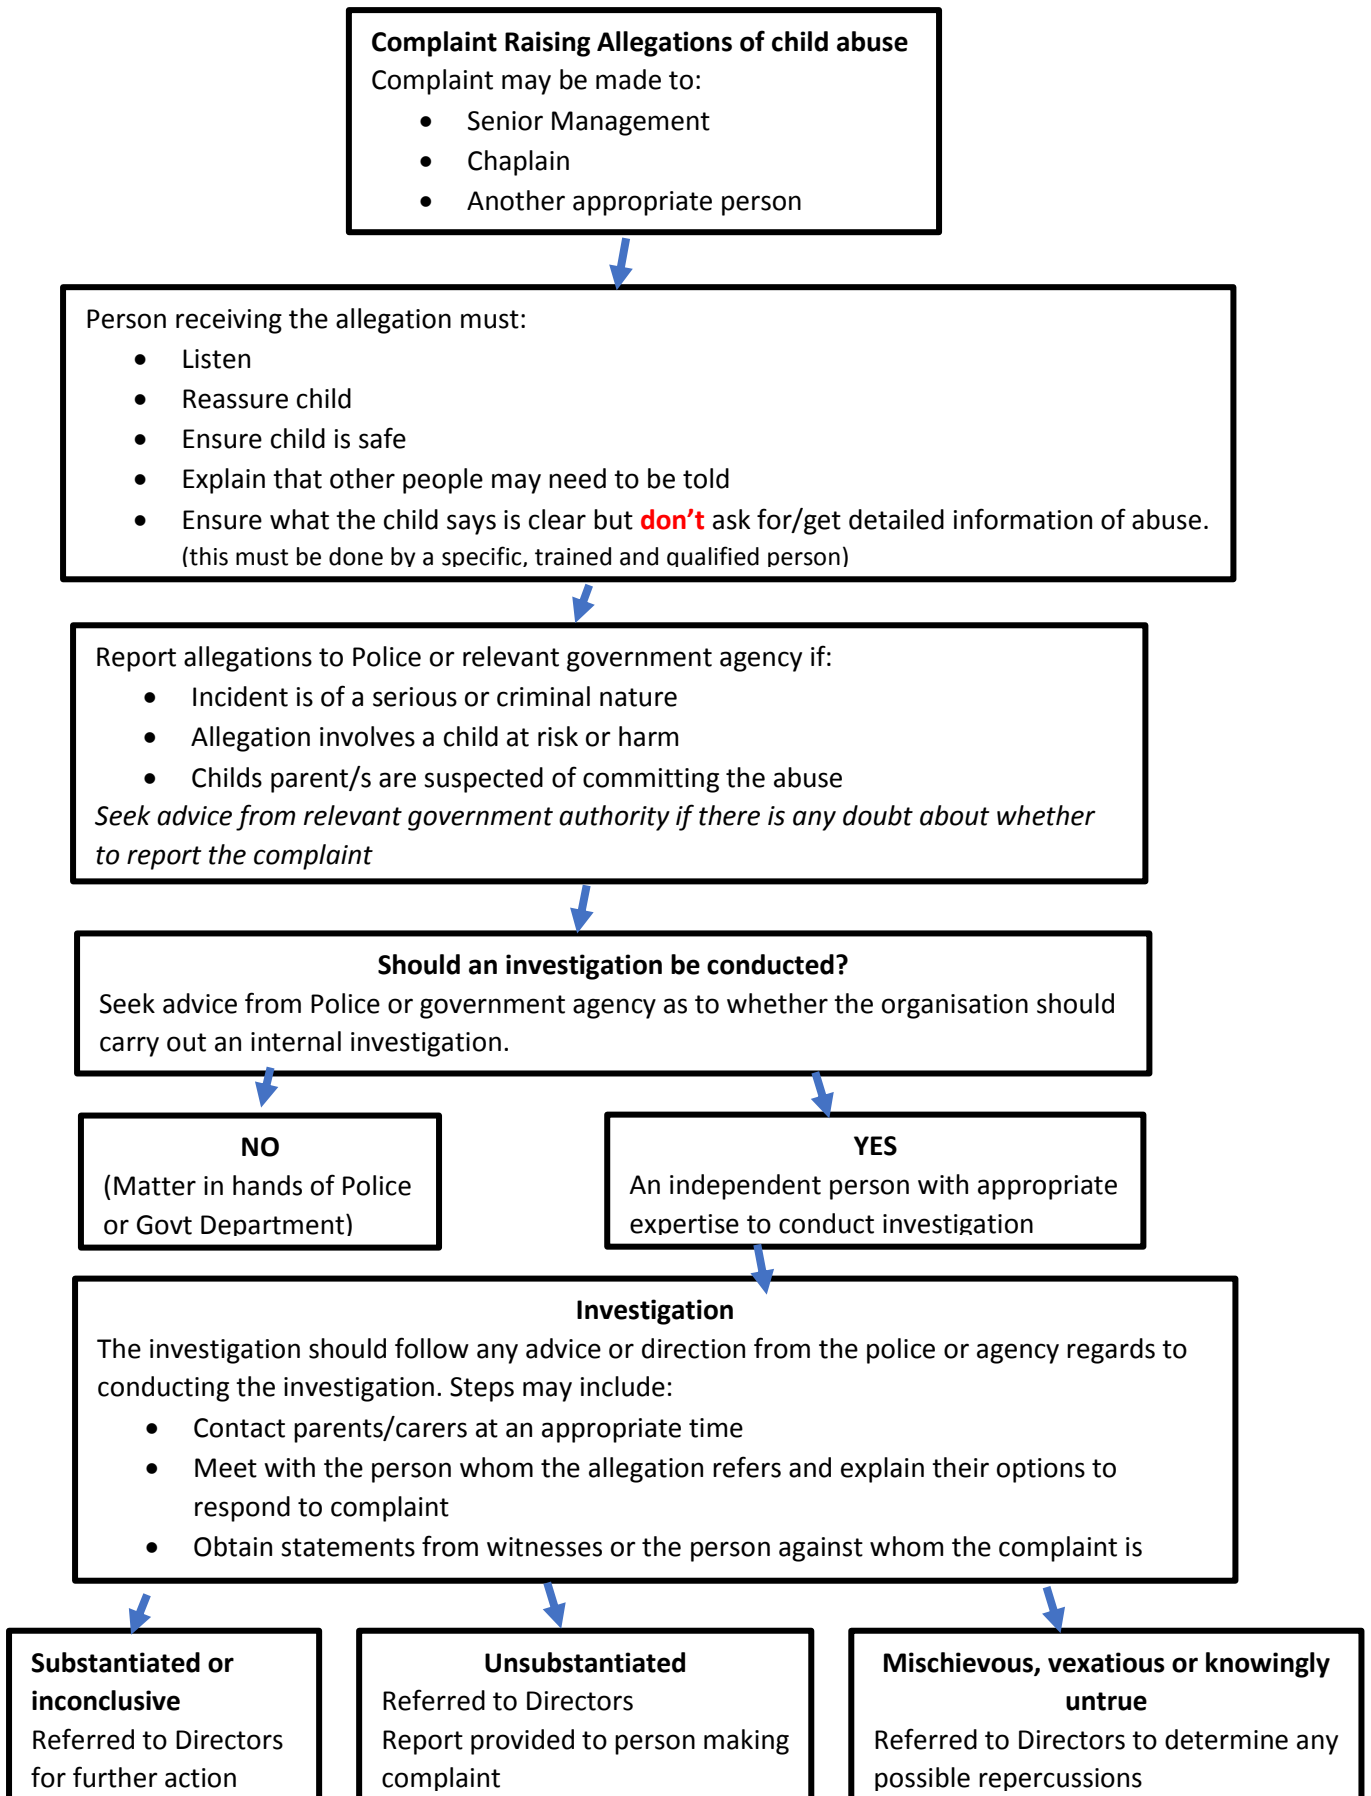 Complaint Raising Allegations of child abuse
Complaint may be made to:
• Senior Management
• Chaplain
• Another appropriate person
Person receiving the allegation must:
• Listen
• Reassure child
• Ensure child is safe
• Explain that other people may need to be told
• Ensure what the child says is clear but don’t ask for/get detailed information of abuse.
(this must be done by a specific, trained and qualified person)
Report allegations to Police or relevant government agency if:
• Incident is of a serious or criminal nature
• Allegation involves a child at risk or harm
• Childs parent/s are suspected of committing the abuse
Seek advice from relevant government authority if there is any doubt about whether
to report the complaint
Should an investigation be conducted?
Seek advice from Police or government agency as to whether the organisation should
carry out an internal investigation.
NO
(Matter in hands of Police
or Govt Department)
YES
An independent person with appropriate
expertise to conduct investigation
Investigation
The investigation should follow any advice or direction from the police or agency regards to
conducting the investigation. Steps may include:
• Contact parents/carers at an appropriate time
• Meet with the person whom the allegation refers and explain their options to
respond to complaint
• Obtain statements from witnesses or the person against whom the complaint is
Substantiated or
inconclusive
Referred to Directors
for further action
Unsubstantiated
Referred to Directors
Report provided to person making
complaint
Mischievous, vexatious or knowingly
untrue
Referred to Directors to determine any
possible repercussions